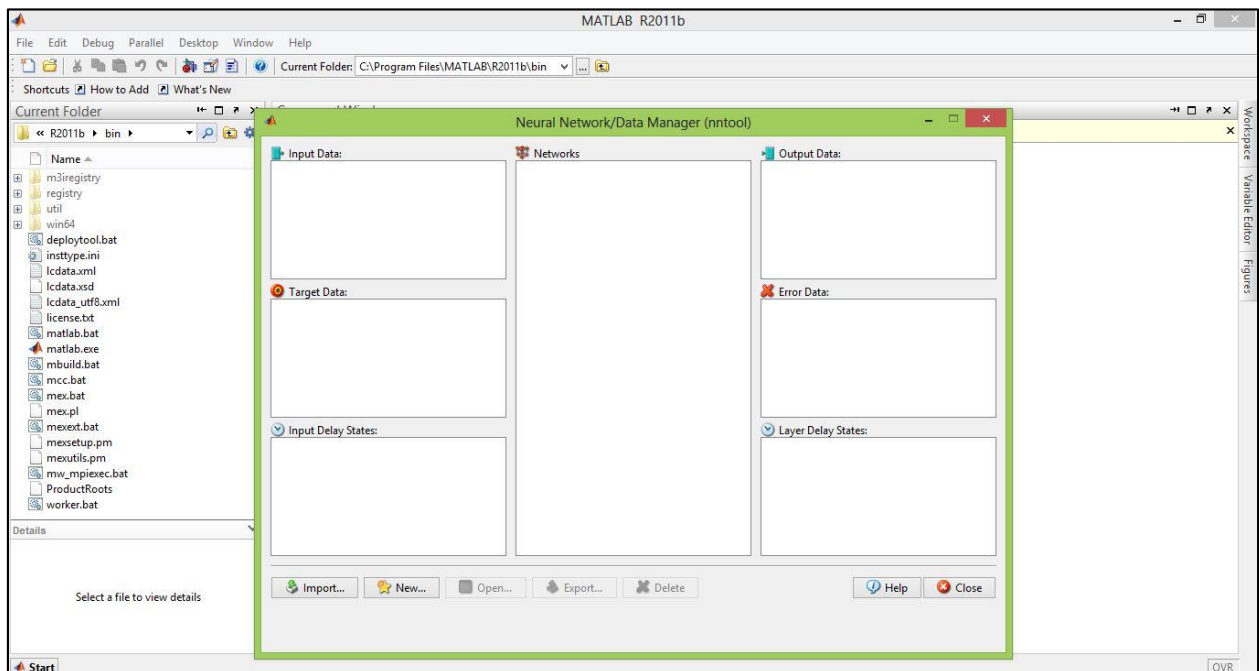 MATLAB R2011b
File Edit Debug Parallel Desktop Window Help
Current Folder: C:\Program Files\MATLAB\R2011b\bin
Shortcuts How to Add What's New
Current Folder
« R2011b bin
Name
m3iregistry
registry
util
win64
deploytool.bat
insttype.ini
lcdata.xml
lcdata.xsd
lcdata_utf8.xml
license.txt
matlab.bat
matlab.exe
mbuild.bat
mcc.bat
mex.bat
mex.pl
mexext.bat
mexsetup.pm
mexutils.pm
mw_mpiexec.bat
ProductRoots
worker.bat
Details
Select a file to view details
Start
Neural Network/Data Manager (nntool)
Input Data:
Networks
Output Data:
Target Data:
Error Data:
Input Delay States:
Layer Delay States:
Import... New... Open... Export... Delete Help Close
Workspace
Variable Editor
Figures
OVR